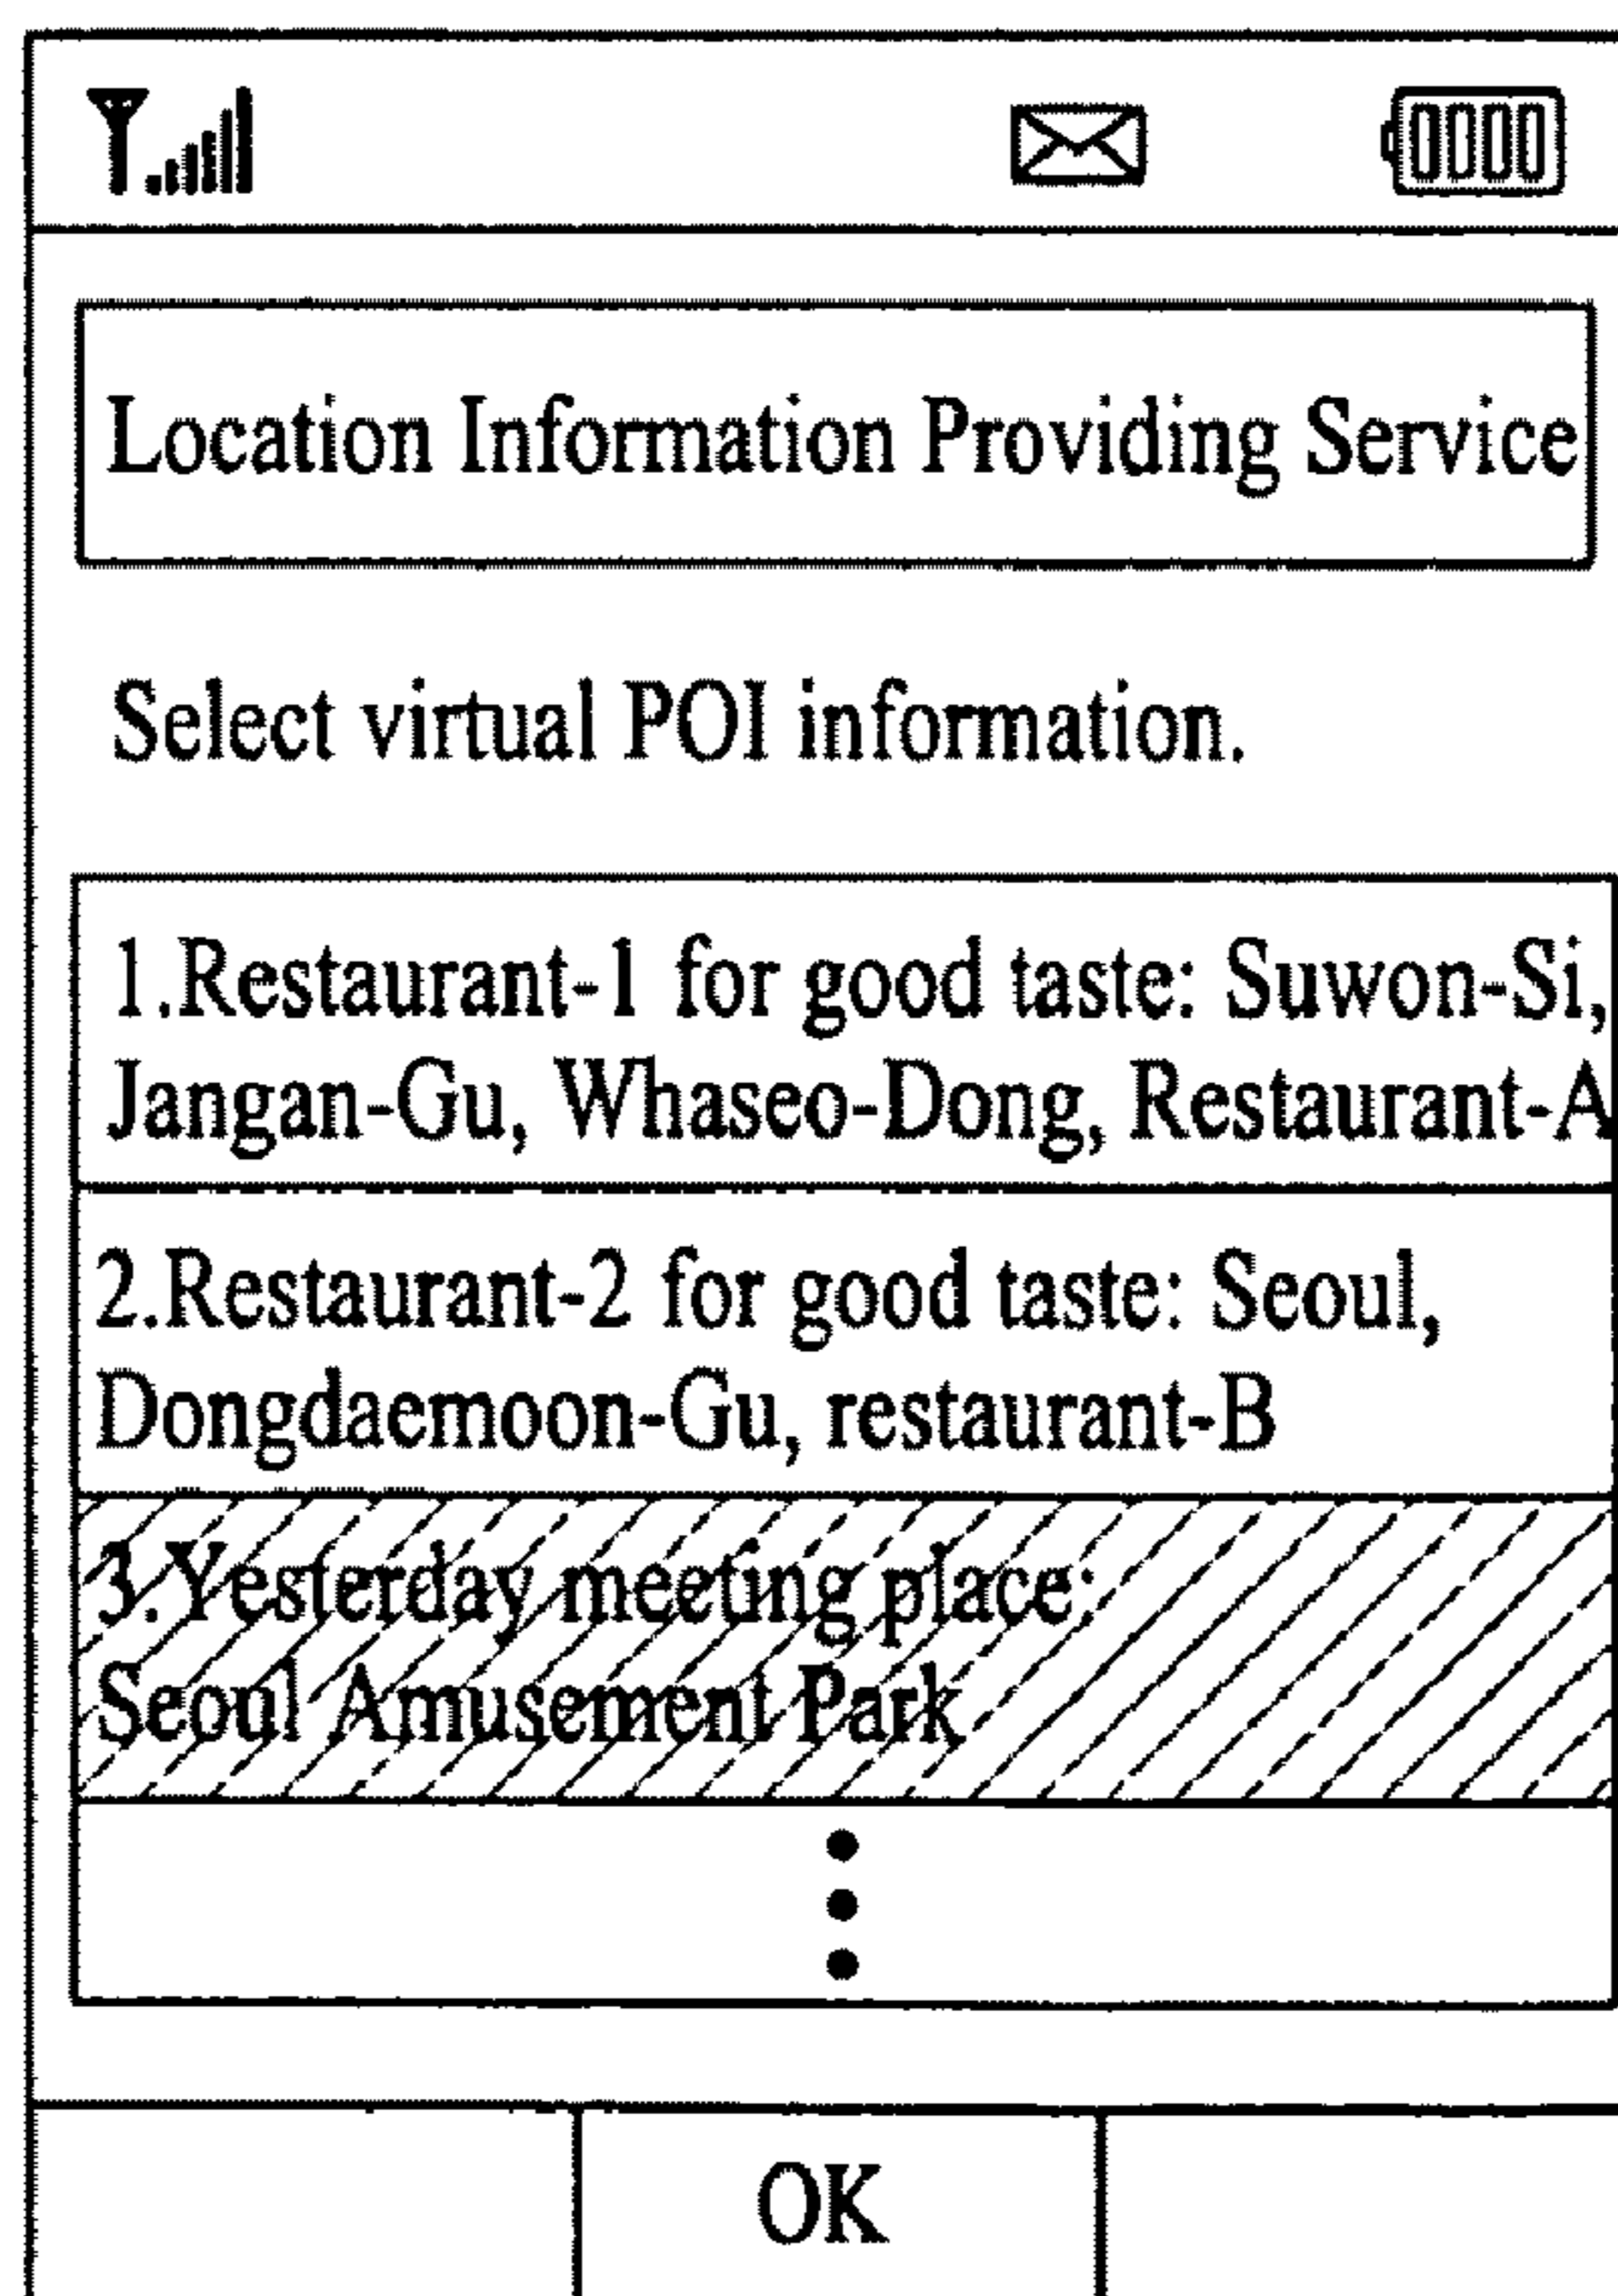 Location Information Providing Service
Select virtual POI information.
1.Restaurant-1 for good taste: Suwon-Si,
Jangan-Gu, Whaseo-Dong, Restaurant-A
2.Restaurant-2 for good taste: Seoul,
Dongdaemoon-Gu, restaurant-B
3.Yesterday meeting place:
Seoul Amusement Park
OK